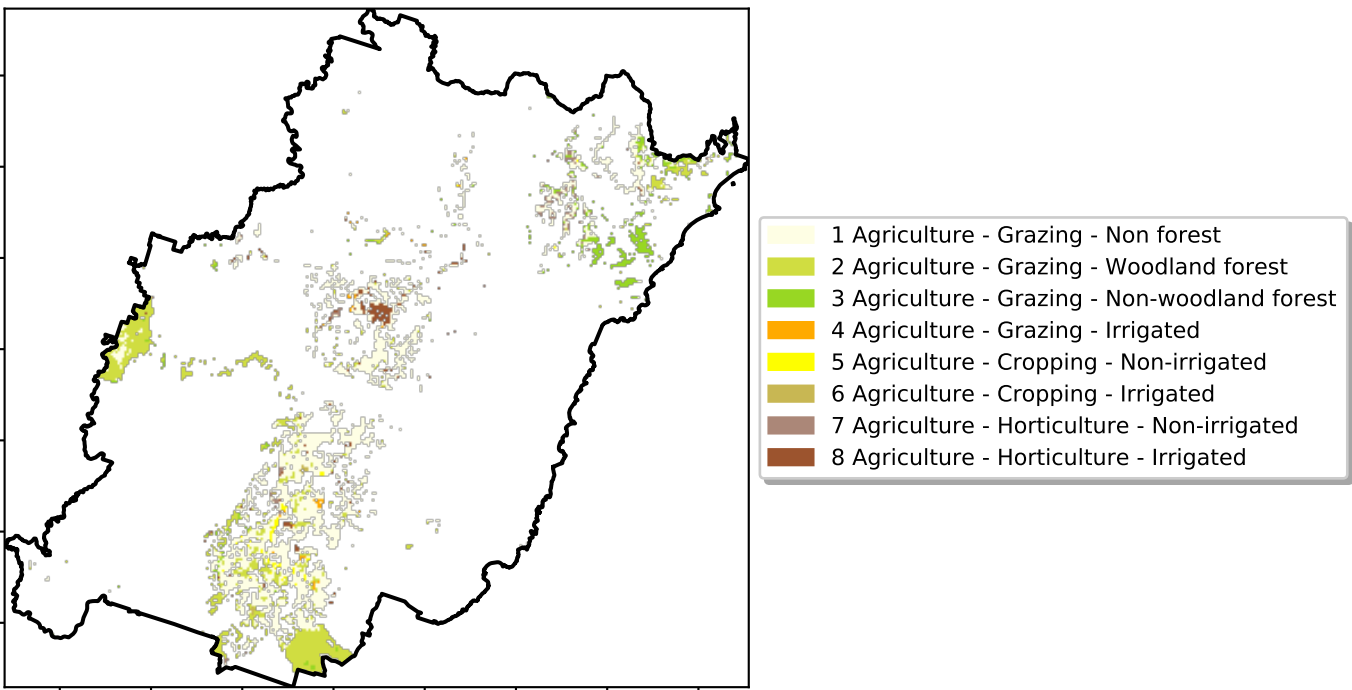 1 Agriculture - Grazing - Non forest
2 Agriculture - Grazing - Woodland forest
3 Agriculture - Grazing - Non-woodland forest
4 Agriculture - Grazing - Irrigated
5 Agriculture - Cropping - Non-irrigated
6 Agriculture - Cropping - Irrigated
7 Agriculture - Horticulture - Non-irrigated
8 Agriculture - Horticulture - Irrigated